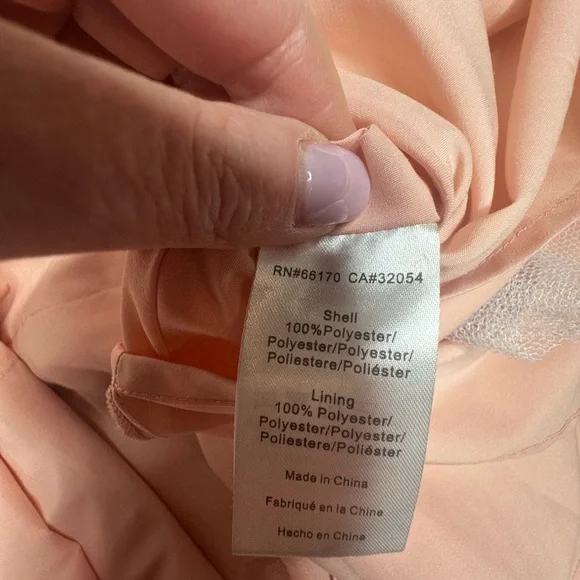 RN#66170 CA#32054
Shell
100%Polyester/
Polyester/Polyester/
Poliestere/Poliéster
Lining
100% Polyester/
Polyester/Polyester/
Poliestere/Poliéster
Made in China
Fabriqué en la Chine
Hecho en China